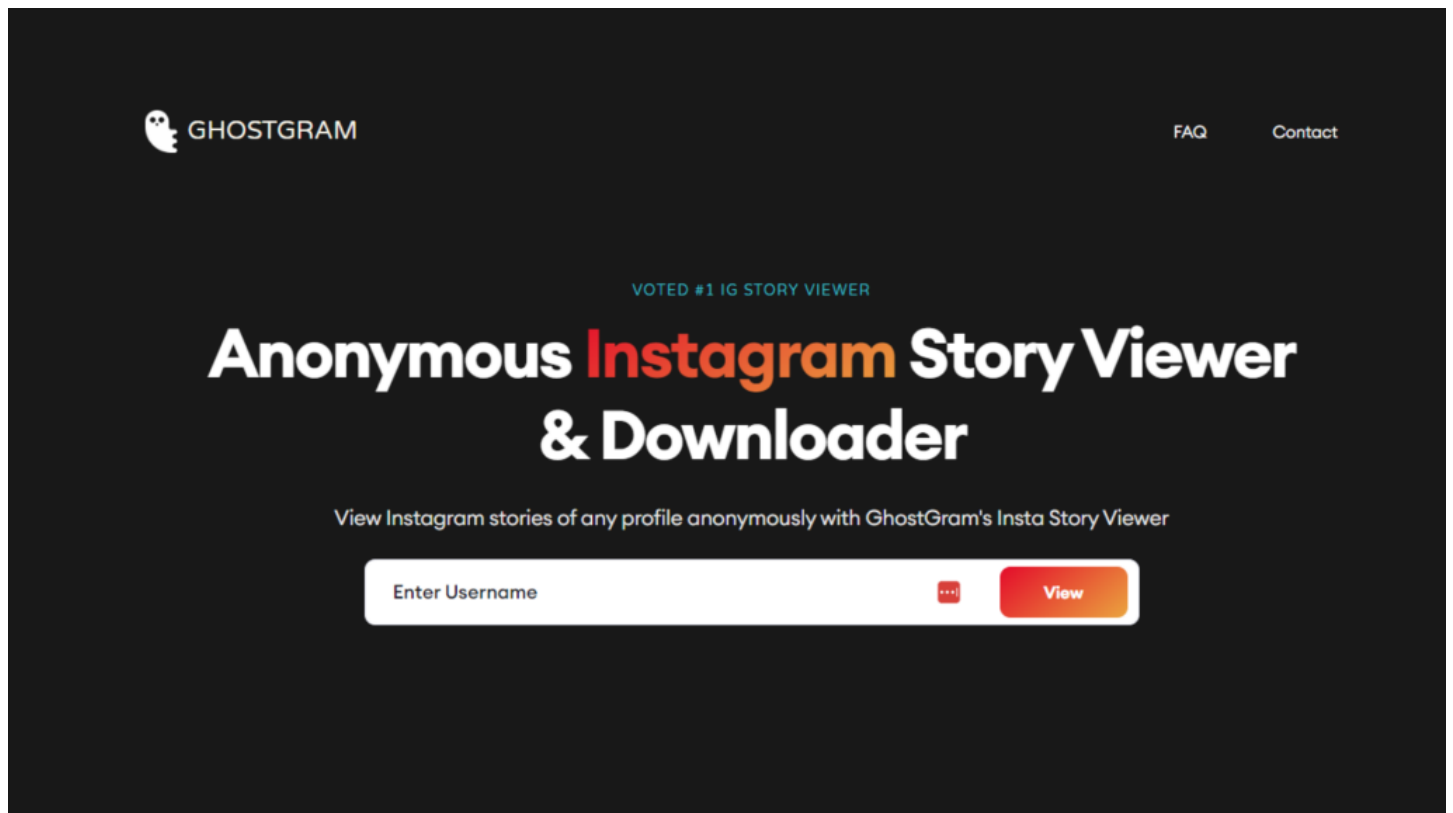 GHOSTGRAM
FAQ
Contact
VOTED #1 IG STORY VIEWER
Anonymous Instagram Story Viewer
& Downloader
View Instagram stories of any profile anonymously with GhostGram's Insta Story Viewer
Enter Username
View